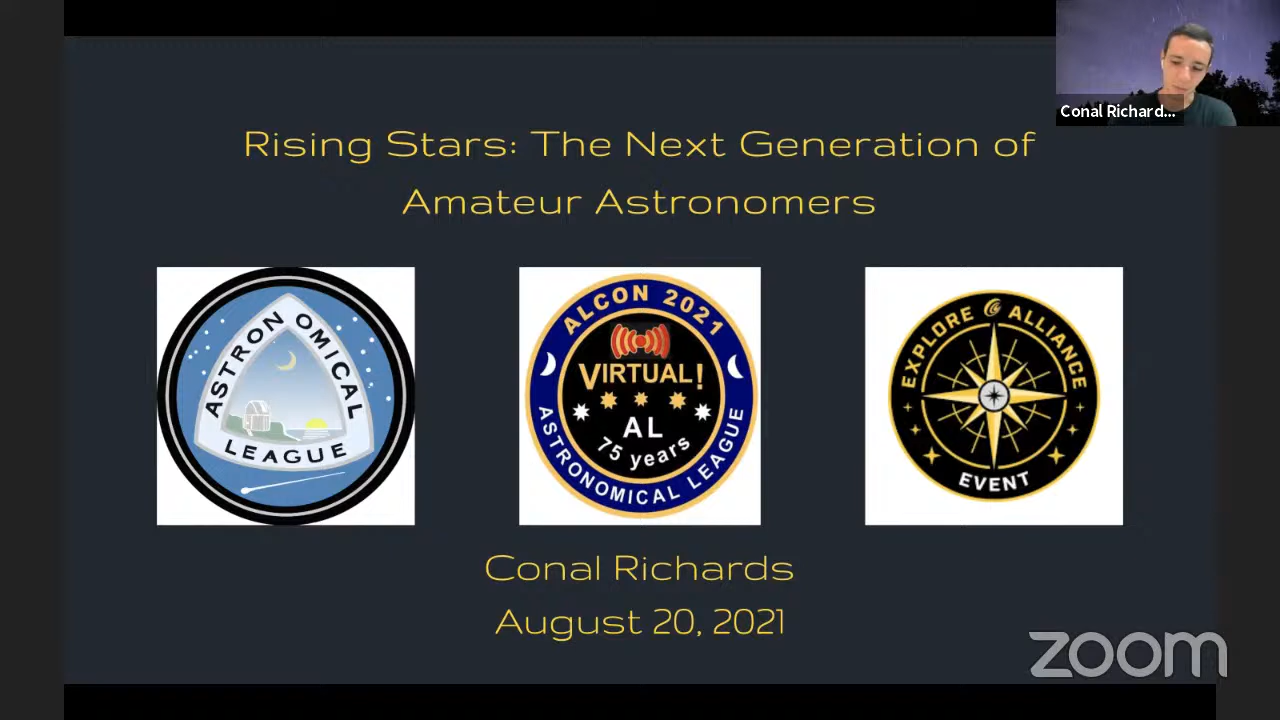 Conal Richard...
Rising Stars: The Next Generation of
Amateur Astronomers
ASTRONOMICAL
LEAGUE
ALCON 2021
VIRTUAL!
AL
75 years
ASTRONOMICAL LEAGUE
EXPLORE ALLIANCE
EVENT
Conal Richards
August 20, 2021
zoom